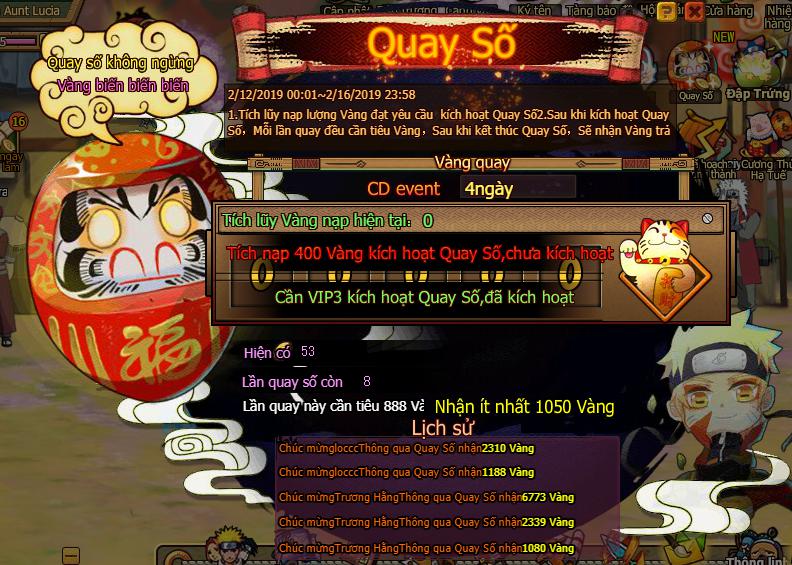 Aunt Lucia
Quay Số
NEW
Quay số không ngừng
Vàng biến biến biến
Quay Số
Đập Trứng
2/12/2019 00:01~2/16/2019 23:58
1.Tích lũy nạp lượng Vàng đạt yêu cầu kích hoạt Quay Số2.Sau khi kích hoạt Quay
Số, Mỗi lần quay đều cần tiêu Vàng, Sau khi kết thúc Quay Số, Sẽ nhận Vàng trả
16
Vàng quay
CD event 4ngày
Tích lũy Vàng nạp hiện tại: 0
Tích nạp 400 Vàng kích hoạt Quay Số,chưa kích hoạt
Cần VIP3 kích hoạt Quay Số,đã kích hoạt
福
Hiện có 53
Lần quay số còn 8
Lần quay này cần tiêu 888 Và
Nhận ít nhất 1050 Vàng
Lịch sử
Chúc mừnglocccThông qua Quay Số nhận2310 Vàng
Chúc mừnglocccThông qua Quay Số nhận1188 Vàng
Chúc mừngTrương HằngThông qua Quay Số nhận6773 Vàng
Chúc mừngTrương HằngThông qua Quay Số nhận2339 Vàng
Chúc mừngTrương HằngThông qua Quay Số nhận1080 Vàng